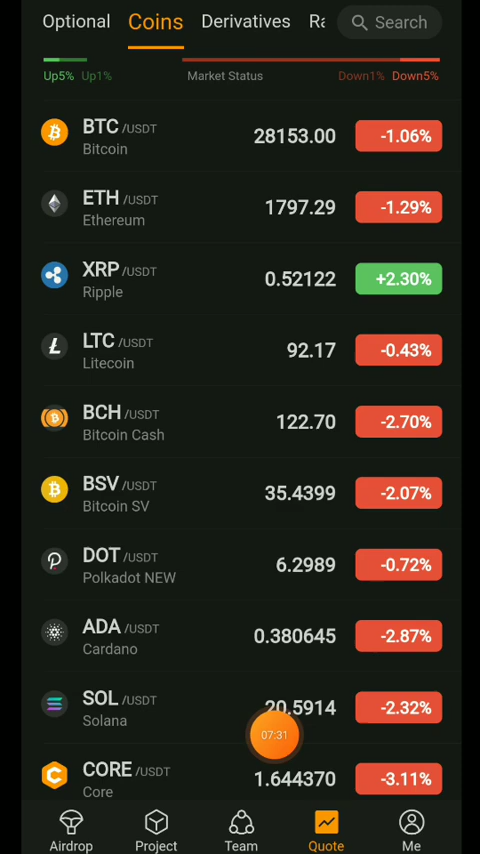 Optional Coins Derivatives Ra Search
Up5% Up1% Market Status Down1% Down5%
BTC /USDT 28153.00 -1.06%
Bitcoin
ETH /USDT 1797.29 -1.29%
Ethereum
XRP /USDT 0.52122 +2.30%
Ripple
LTC /USDT 92.17 -0.43%
Litecoin
BCH /USDT 122.70 -2.70%
Bitcoin Cash
BSV /USDT 35.4399 -2.07%
Bitcoin SV
DOT /USDT 6.2989 -0.72%
Polkadot NEW
ADA /USDT 0.380645 -2.87%
Cardano
SOL /USDT 20.5914 -2.32%
Solana
07:31
CORE /USDT 1.644370 -3.11%
Core
Airdrop Project Team Quote Me